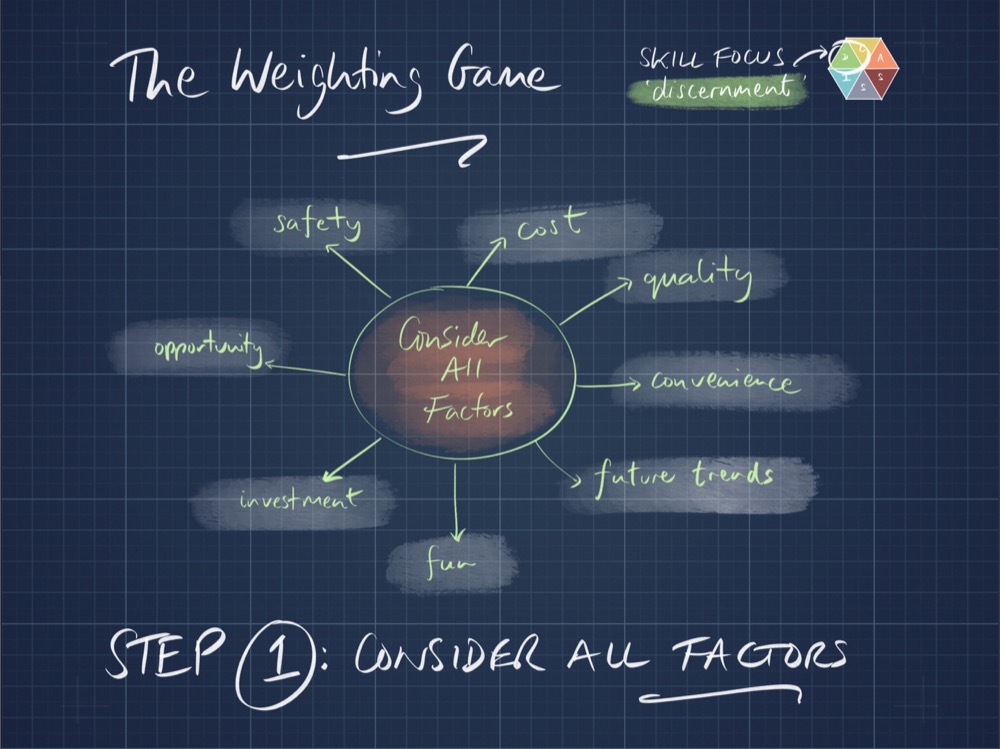 The Weighting Game
SKILL FOCUS
'discernment'
safety
cost
quality
opportunity
Consider
All
Factors
convenience
future trends
investment
fun
STEP 1: CONSIDER ALL FACTORS